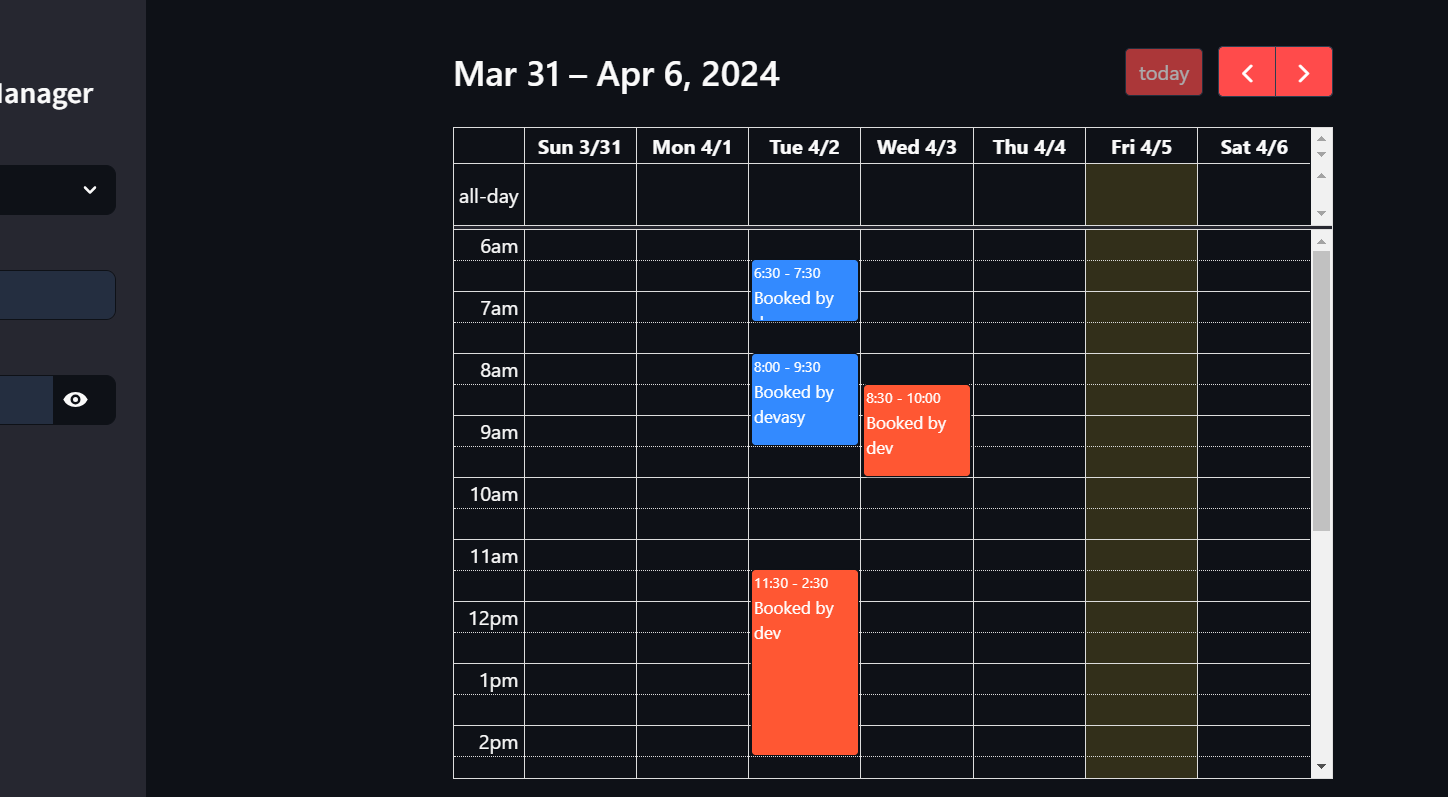 Mar 31 – Apr 6, 2024
today
anager
Sun 3/31 Mon 4/1 Tue 4/2 Wed 4/3 Thu 4/4 Fri 4/5 Sat 4/6
all-day
6am
6:30 - 7:30
Booked by
7am
8am
8:00 - 9:30
Booked by
devasy
8:30 - 10:00
Booked by
dev
9am
10am
11am
11:30 - 2:30
Booked by
dev
12pm
1pm
2pm